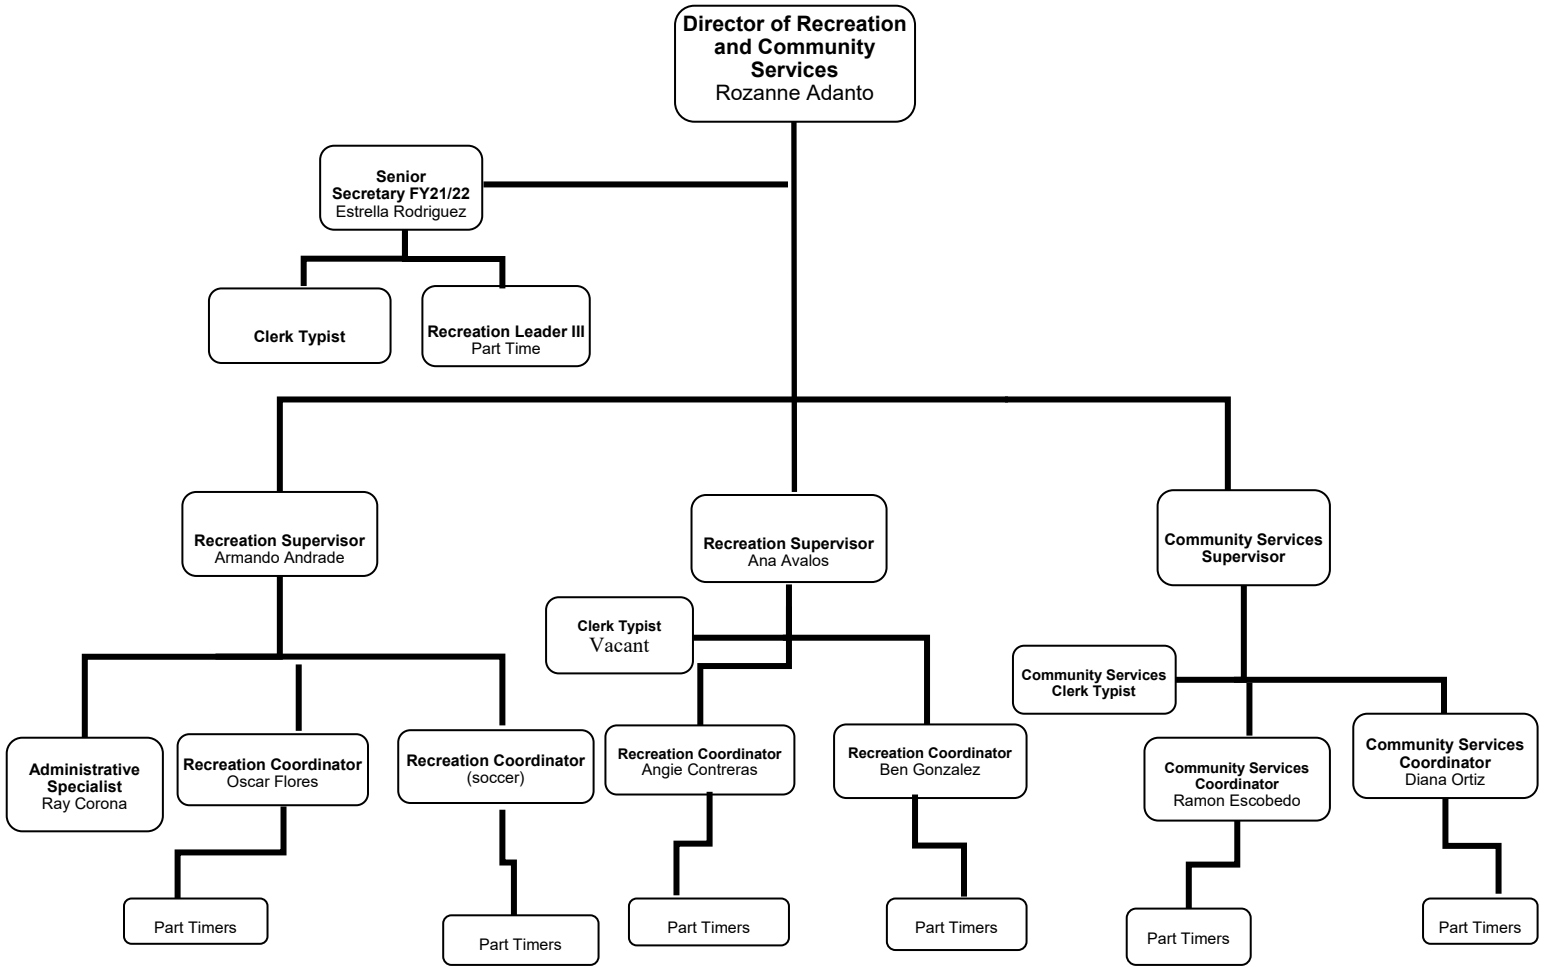 Director of Recreation
and Community
Services
Rozanne Adanto
Senior
Secretary FY21/22
Estrella Rodriguez
Clerk Typist
Recreation Leader III
Part Time
Recreation Supervisor
Armando Andrade
Recreation Supervisor
Ana Avalos
Community Services
Supervisor
Clerk Typist
Vacant
Community Services
Clerk Typist
Administrative
Specialist
Ray Corona
Recreation Coordinator
Oscar Flores
Recreation Coordinator
(soccer)
Recreation Coordinator
Angie Contreras
Recreation Coordinator
Ben Gonzalez
Community Services
Coordinator
Ramon Escobedo
Community Services
Coordinator
Diana Ortiz
Part Timers
Part Timers
Part Timers
Part Timers
Part Timers
Part Timers